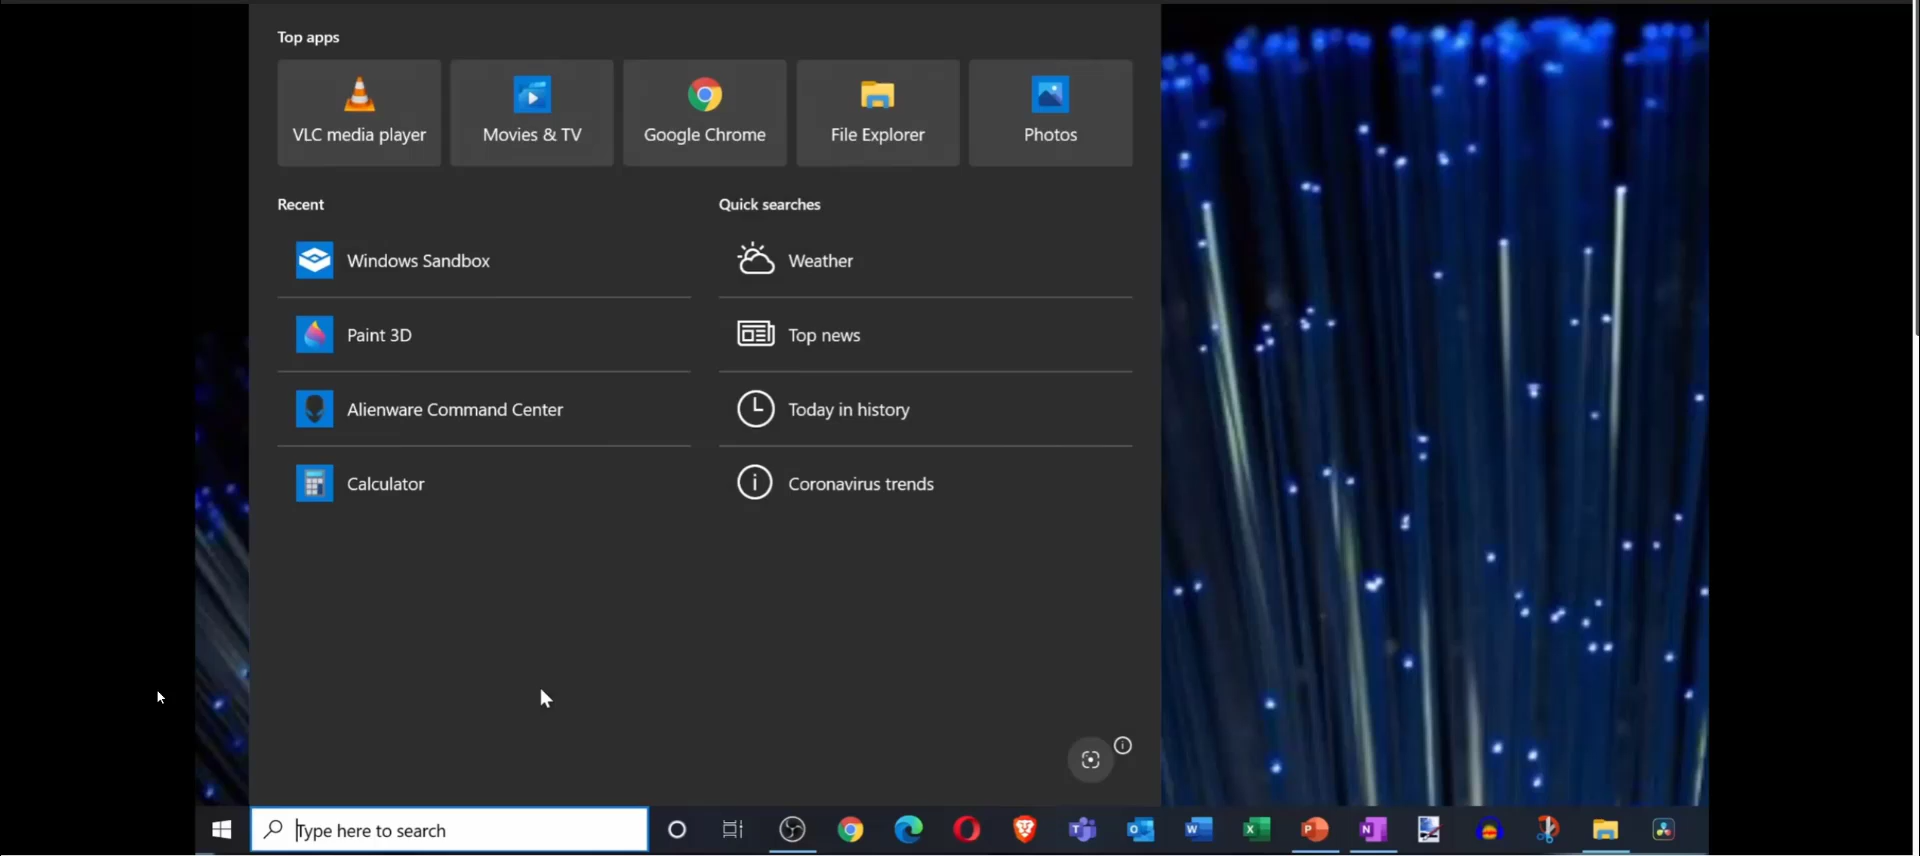 Top apps
VLC media player
Movies & TV
Google Chrome
File Explorer
Photos
Recent
Windows Sandbox
Paint 3D
Alienware Command Center
Calculator
Quick searches
Weather
Top news
Today in history
Coronavirus trends
Type here to search